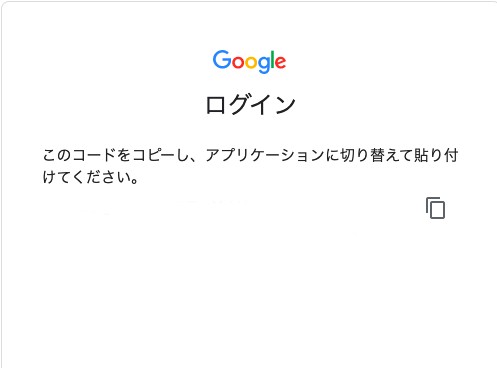 Google
ログイン
このコードをコピーし、アプリケーションに切り替えて貼り付
けてください。